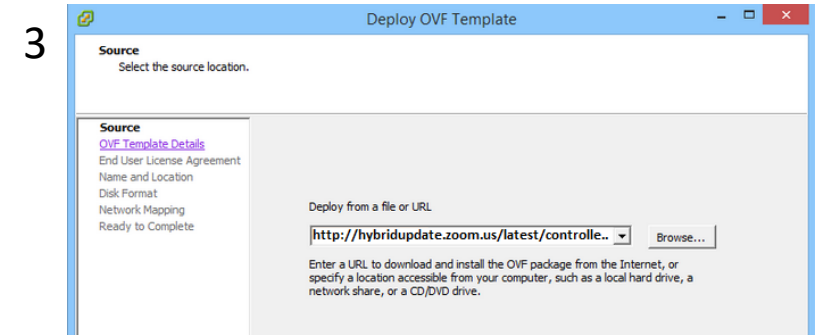 3
Deploy OVF Template
Source
Select the source location.
Source
OVF Template Details
End User License Agreement
Name and Location
Disk Format
Network Mapping
Ready to Complete
Deploy from a file or URL
http://hybridupdate.zoom.us/latest/controlle..
Browse...
Enter a URL to download and install the OVF package from the Internet, or
specify a location accessible from your computer, such as a local hard drive, a
network share, or a CD/DVD drive.